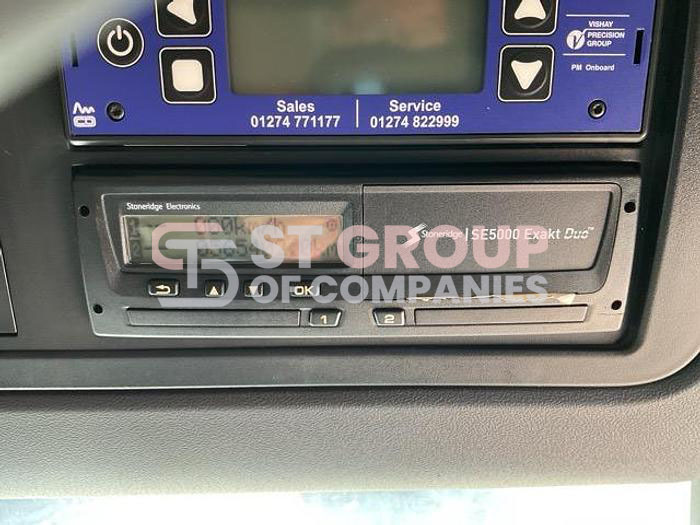 VISHAY
PRECISION
GROUP
PM Onboard
Sales
Service
01274 771177
01274 822999
Stoneridge Electronics
Stoneridge
SE5000 Exakt Duo™
ST GROUP
OF COMPANIES
OK
1
2